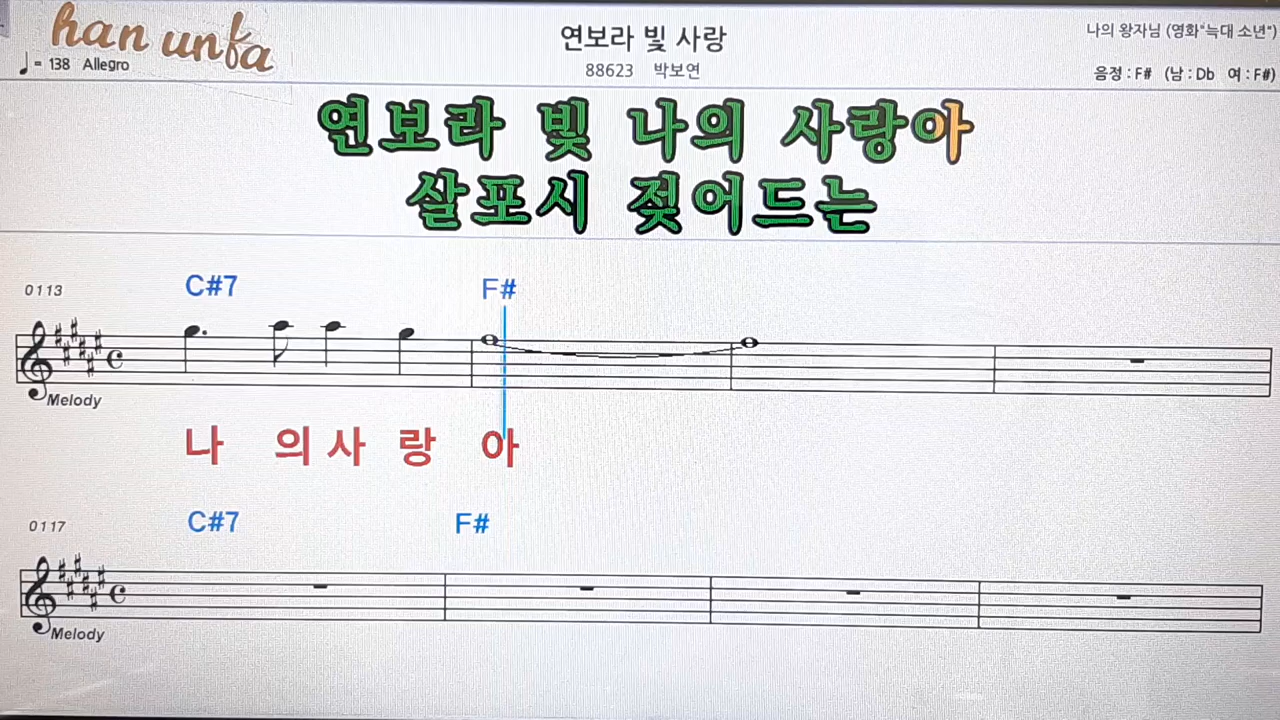 han unfa
♩= 138 Allegro
연보라 빛 사랑
88623 박보연
나의 왕자님 (영화"늑대 소년")
음정 : F# (남 : Db 여 : F#)
연보라 빛 나의 사랑아
살포시 젖어드는
0113
C#7 F#
Melody
나 의 사 랑 아
0117
C#7 F#
Melody